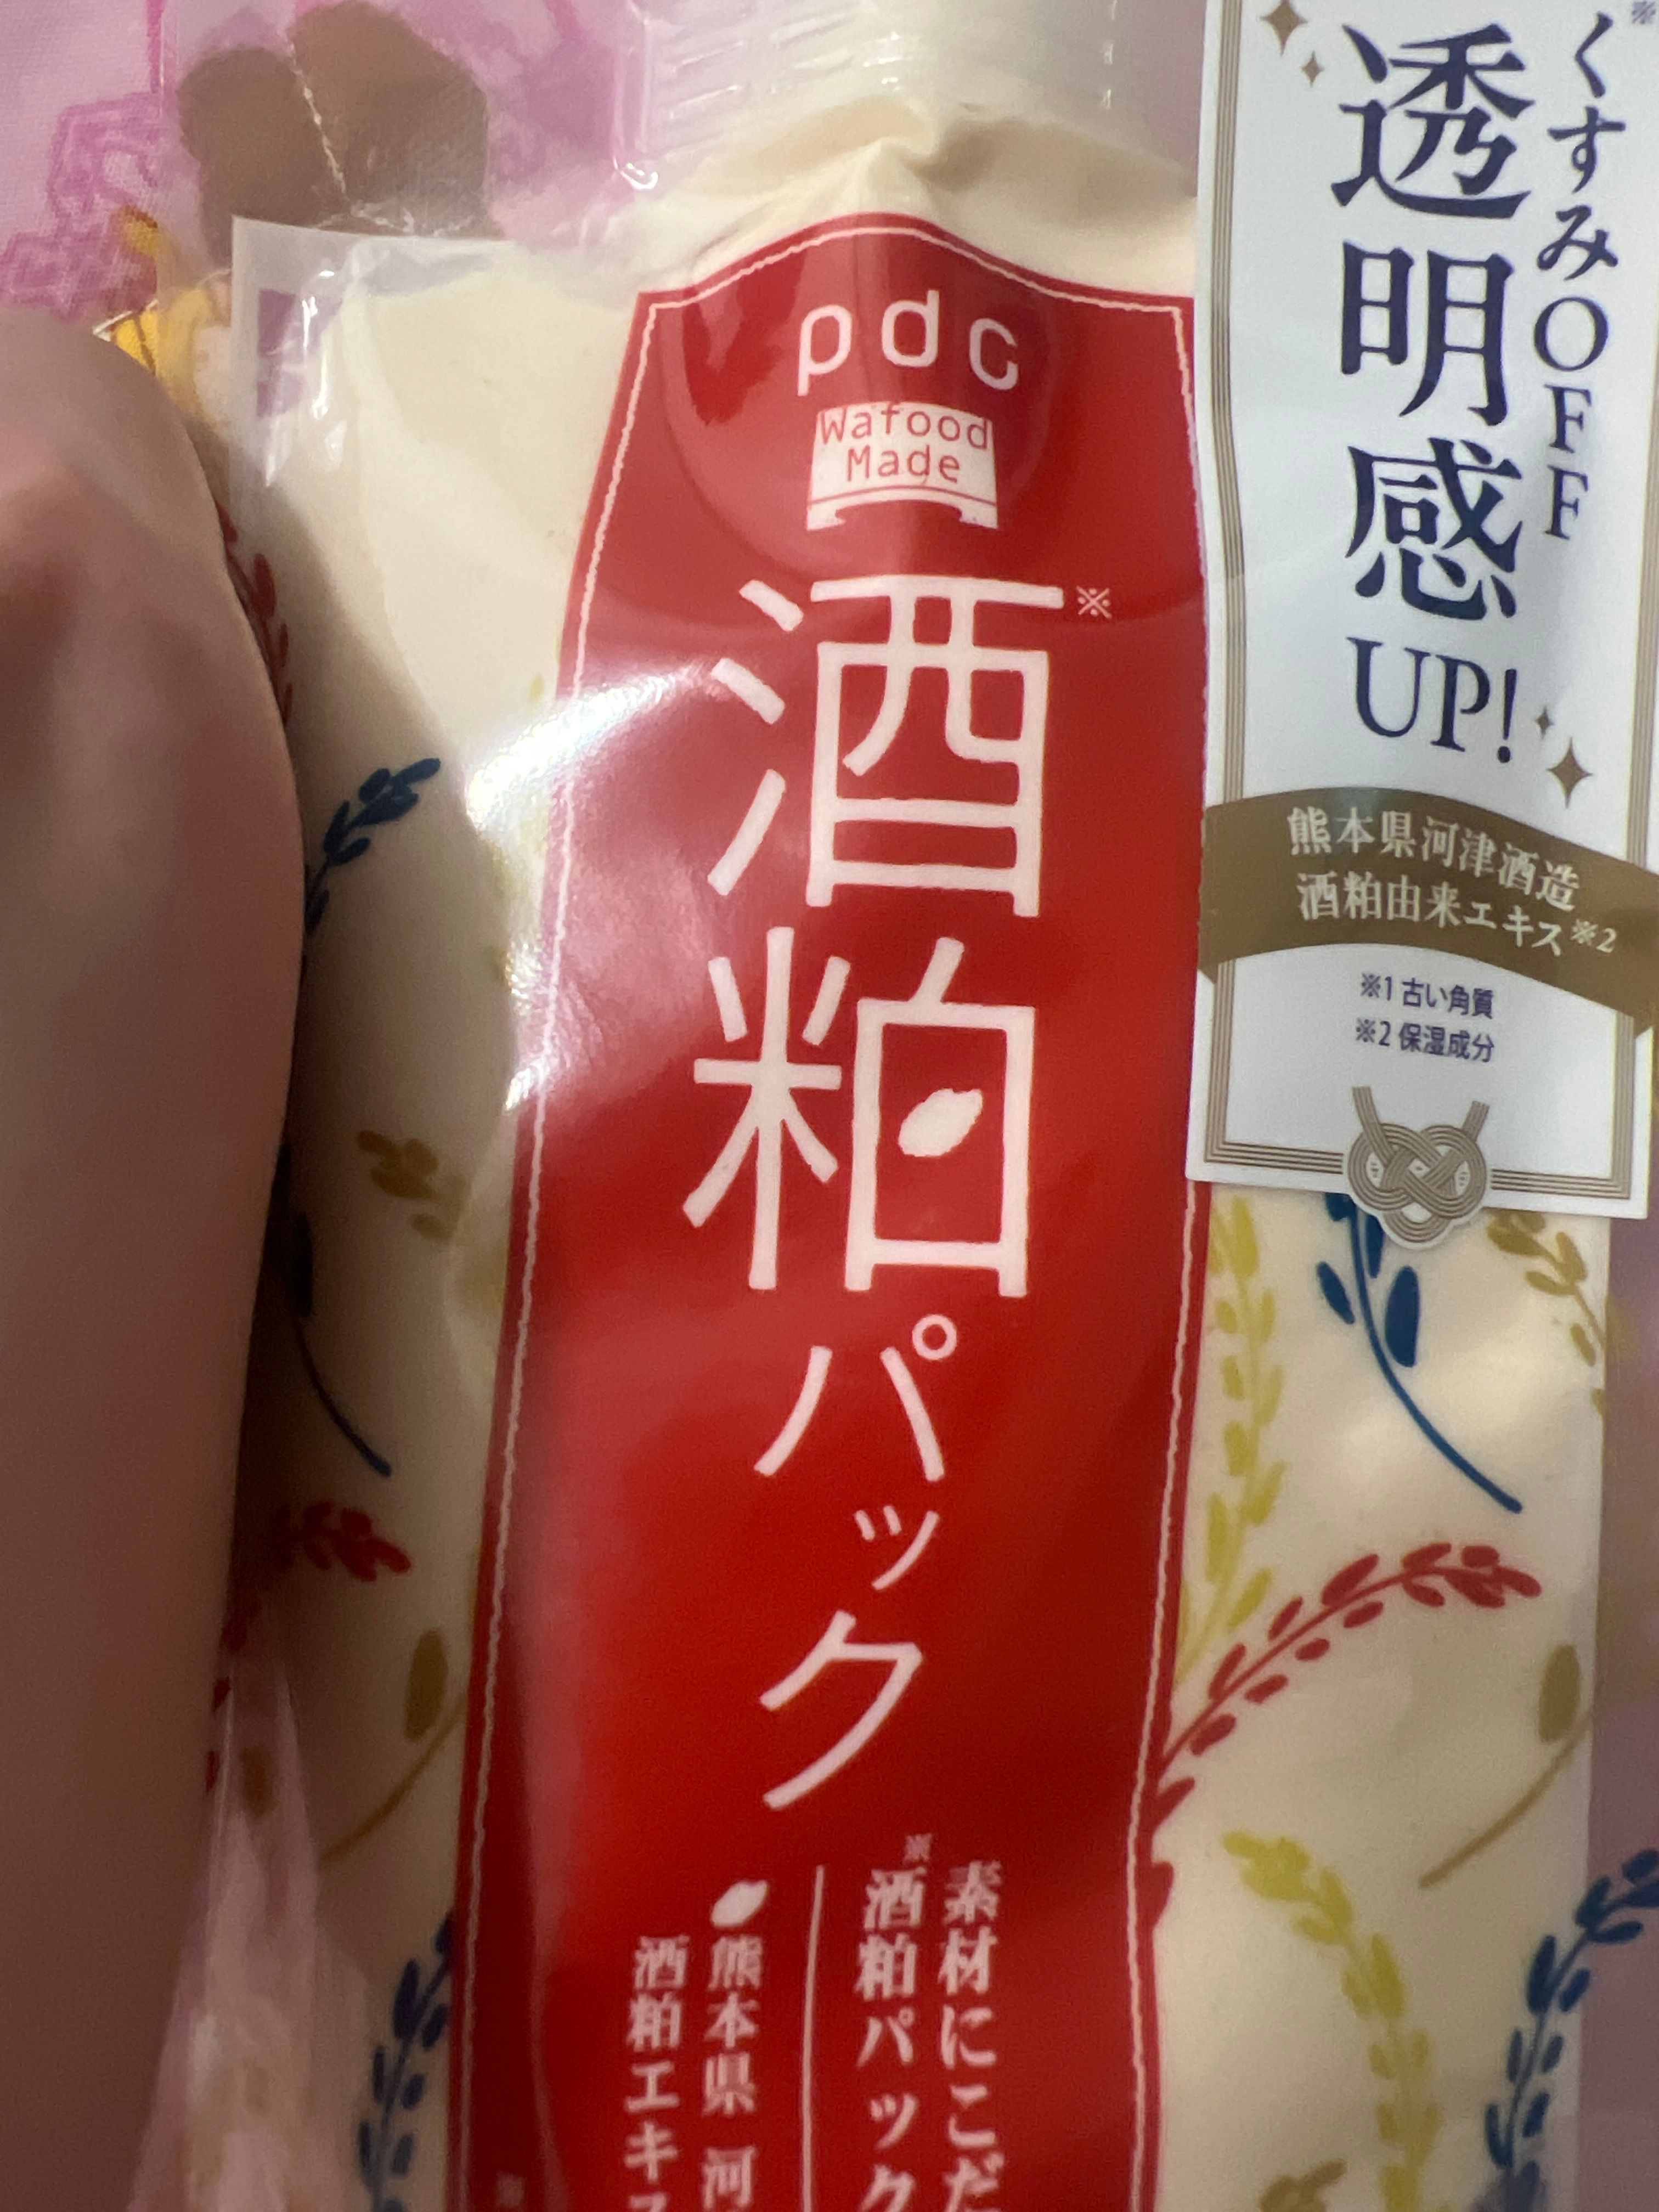 pdc
Wafood
Made
酒粕※
パック
素材にこだ
※酒粕パック
熊本県 河
酒粕エキス
※
くすみOFF
透明感
UP!
熊本県河津酒造
酒粕由来エキス※2
※1 古い角質
※2 保湿成分